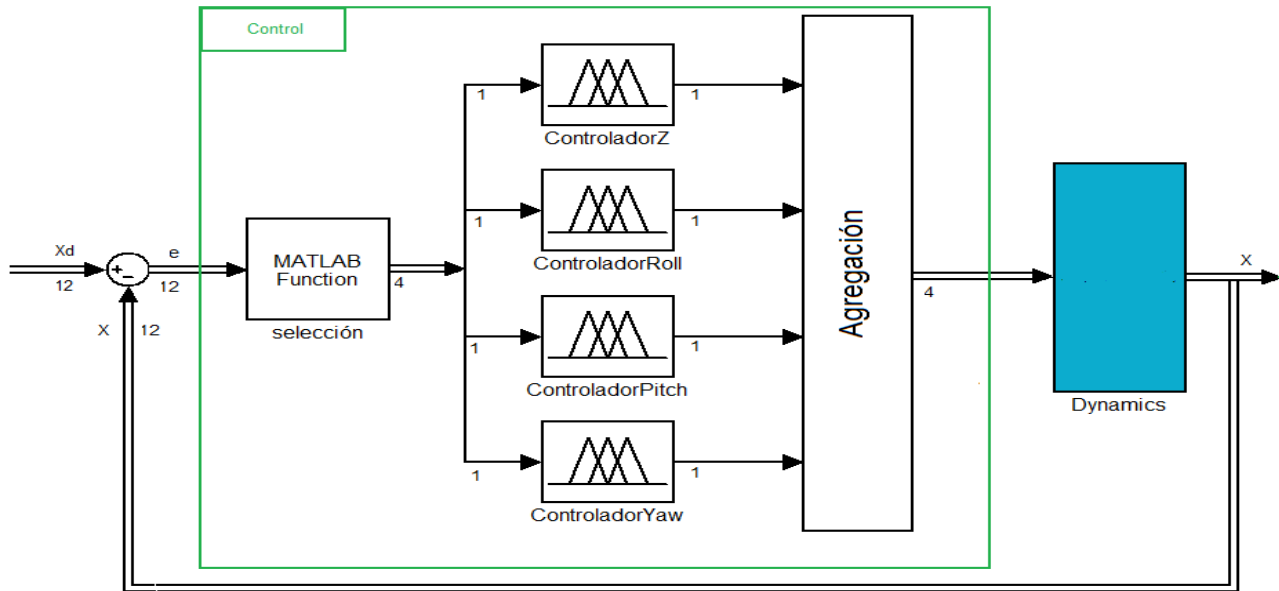 Control
1
1
ControladorZ
1
1
ControladorRoll
Xd
12
e
12
MATLAB
Function
4
selección
X
12
1
1
ControladorPitch
1
1
ControladorYaw
Agregación
4
Dynamics
X